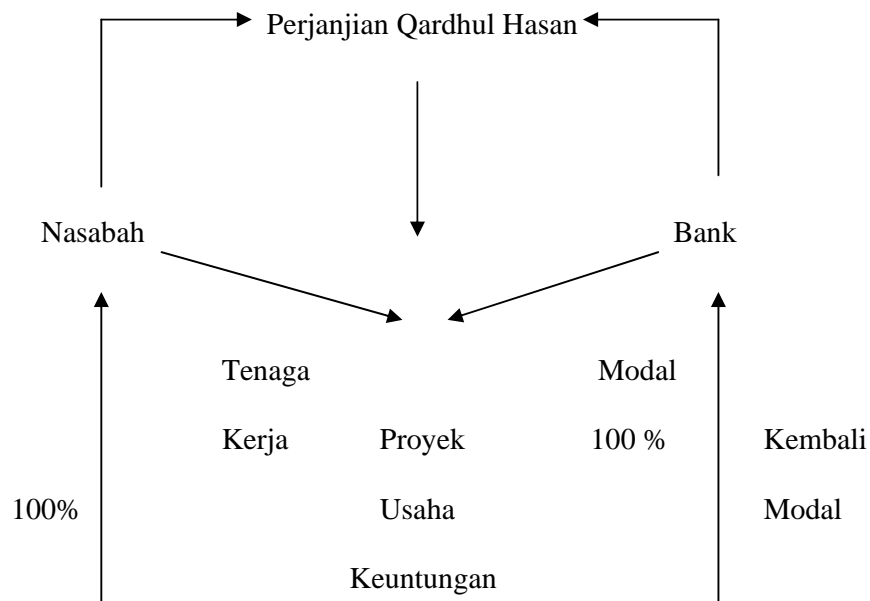 Perjanjian Qardhul Hasan
Nasabah Bank
Tenaga Modal
Kerja Proyek 100 % Kembali
100% Usaha Modal
Keuntungan